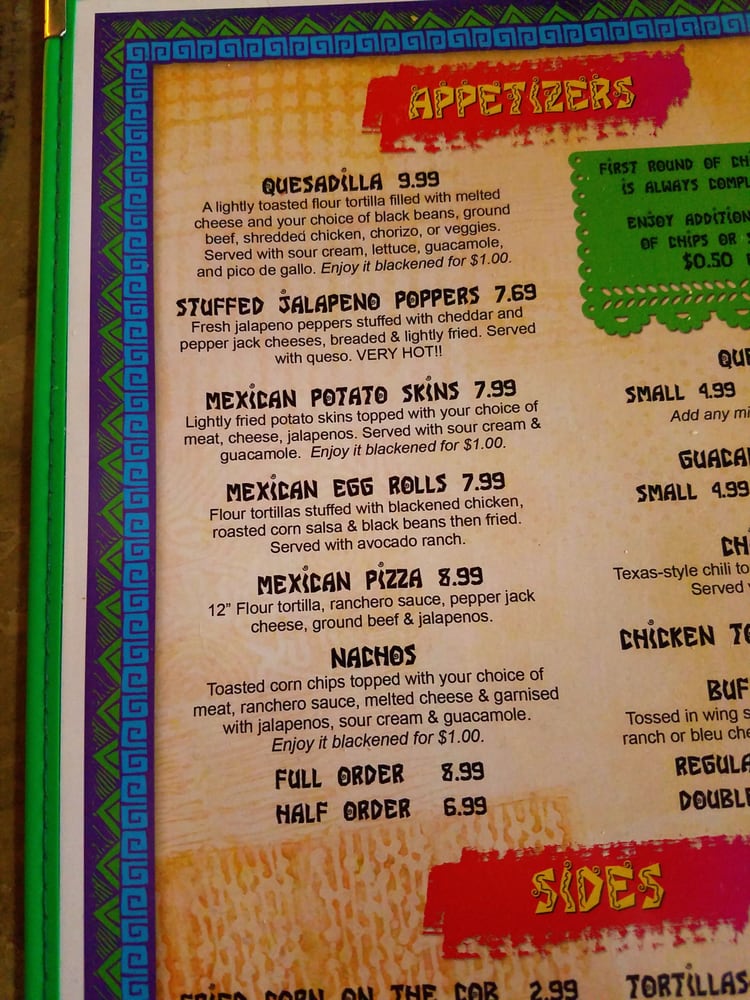 APPETIZERS
QUESADILLA 9.99
A lightly toasted flour tortilla filled with melted
cheese and your choice of black beans, ground
beef, shredded chicken, chorizo, or veggies.
Served with sour cream, lettuce, guacamole,
and pico de gallo. Enjoy it blackened for $1.00.
STUFFED JALAPENO POPPERS 7.69
Fresh jalapeno peppers stuffed with cheddar and
pepper jack cheeses, breaded & lightly fried. Served
with queso. VERY HOT!!
MEXICAN POTATO SKINS 7.99
Lightly fried potato skins topped with your choice of
meat, cheese, jalapenos. Served with sour cream &
guacamole. Enjoy it blackened for $1.00.
MEXICAN EGG ROLLS 7.99
Flour tortillas stuffed with blackened chicken,
roasted corn salsa & black beans then fried.
Served with avocado ranch.
MEXICAN PIZZA 8.99
12" Flour tortilla, ranchero sauce, pepper jack
cheese, ground beef & jalapenos.
NACHOS
Toasted corn chips topped with your choice of
meat, ranchero sauce, melted cheese & garnised
with jalapenos, sour cream & guacamole.
Enjoy it blackened for $1.00.
FULL ORDER 8.99
HALF ORDER 6.99
FIRST ROUND OF
IS ALWAYS
ENJOY
OF CHIPS OR
$0.50
SMALL 4.99
Add any
SMALL 4.99
Texas-style chili
Served
CHICKEN
Tossed in wing
ranch or bleu
SIDES
FRIED CORN ON THE COB 2.99
TORTILLAS